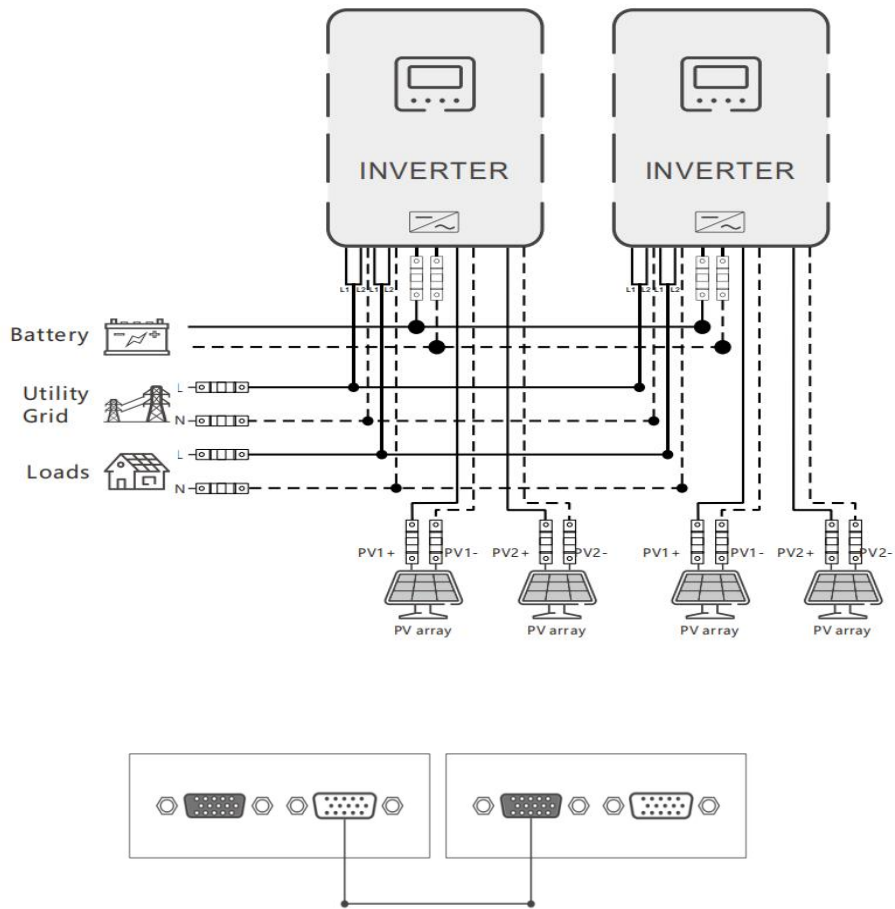 INVERTER
INVERTER
L1 L2 L1 L2
L1 L2 L1 L2
Battery
Utility
Grid
L
N
Loads
L
N
PV1+ PV1- PV2+ PV2- PV1+ PV1- PV2+ PV2-
PV array PV array PV array PV array